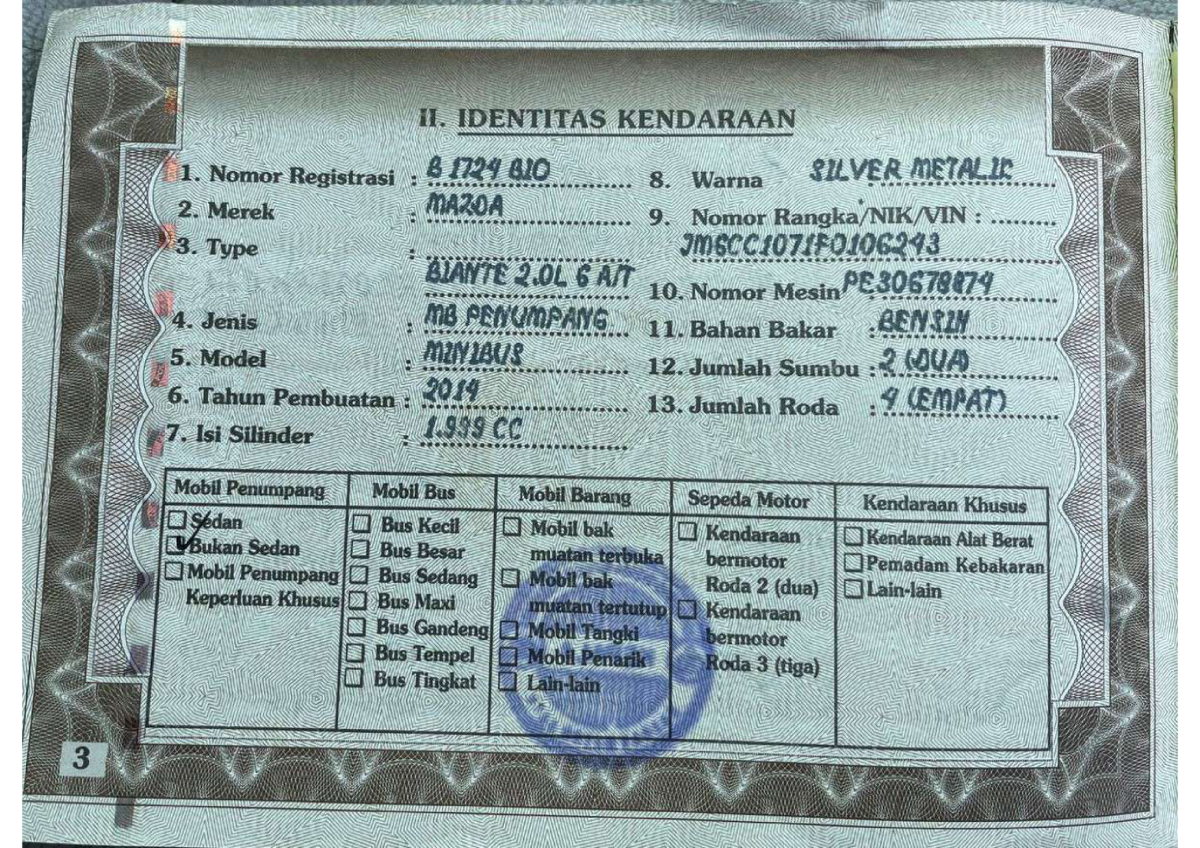 II. IDENTITAS KENDARAAN
1. Nomor Registrasi : B 1724 BIO
2. Merek : MAZDA
3. Type :
BIANTE 2.0L 6 A/T
4. Jenis : MB PENUMPANG
5. Model : MINIBUS
6. Tahun Pembuatan : 2014
7. Isi Silinder : 1.999 CC
8. Warna SILVER METALIC
9. Nomor Rangka/NIK/VIN :
JM6CC1071F0106243
10. Nomor Mesin PE30678874
11. Bahan Bakar : BENSIN
12. Jumlah Sumbu : 2 (DUA)
13. Jumlah Roda : 4 (EMPAT)
Mobil Penumpang
Sedan
Bukan Sedan
Mobil Penumpang
Keperluan Khusus
Mobil Bus
Bus Kecil
Bus Besar
Bus Sedang
Bus Maxi
Bus Gandeng
Bus Tempel
Bus Tingkat
Mobil Barang
Mobil bak
muatan terbuka
Mobil bak
muatan tertutup
Mobil Tangki
Mobil Penarik
Lain-lain
Sepeda Motor
Kendaraan
bermotor
Roda 2 (dua)
Kendaraan
bermotor
Roda 3 (tiga)
Kendaraan Khusus
Kendaraan Alat Berat
Pemadam Kebakaran
Lain-lain
3